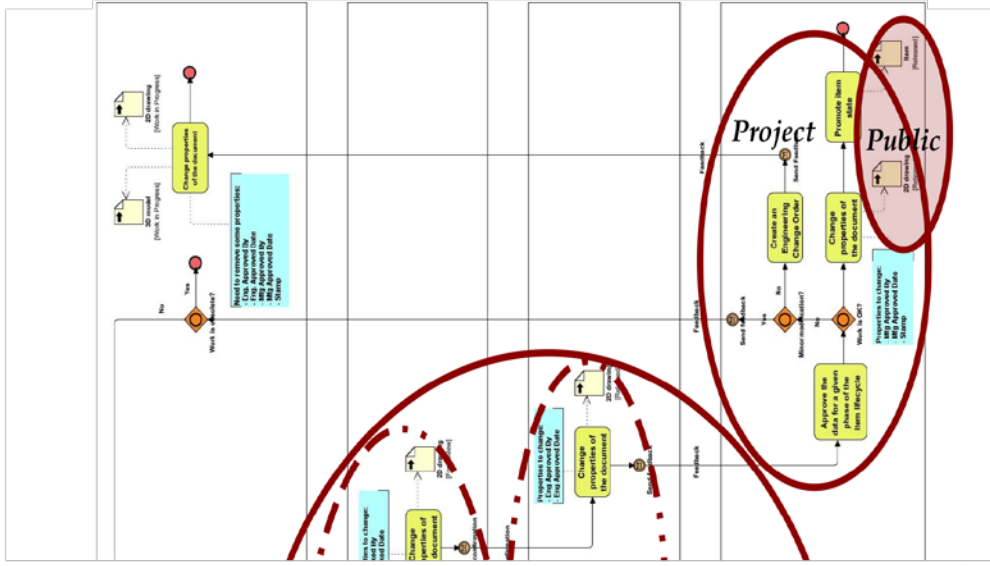 2D drawing
[Work in Progress]
Change properties
of the document
3D model
[Work in Progress]
Need to remove some properties:
- Eng. Approved By
- Eng. Approved Date
- Mfg Approved By
- Mfg Approved Date
- Stamp
No
Yes
Work is obsolete?
2D drawing
Change
properties of
document
Properties to change:
- Eng Approved By
- Eng Approved Date
2D drawing
Change
properties of
the document
Send feedback
Feedback
Feedback
Feedback
Project
Public
Item
[Released]
Promote item
state
Send Feedback
2D drawing
Create an
Engineering
Change Order
Change
properties of
the document
Properties to change:
- Mfg Approved By
- Mfg Approved Date
- Stamp
No
Yes
Send feedback
Minor modification?
No
Work is OK?
Approve the
data for a given
phase of the
item lifecycle